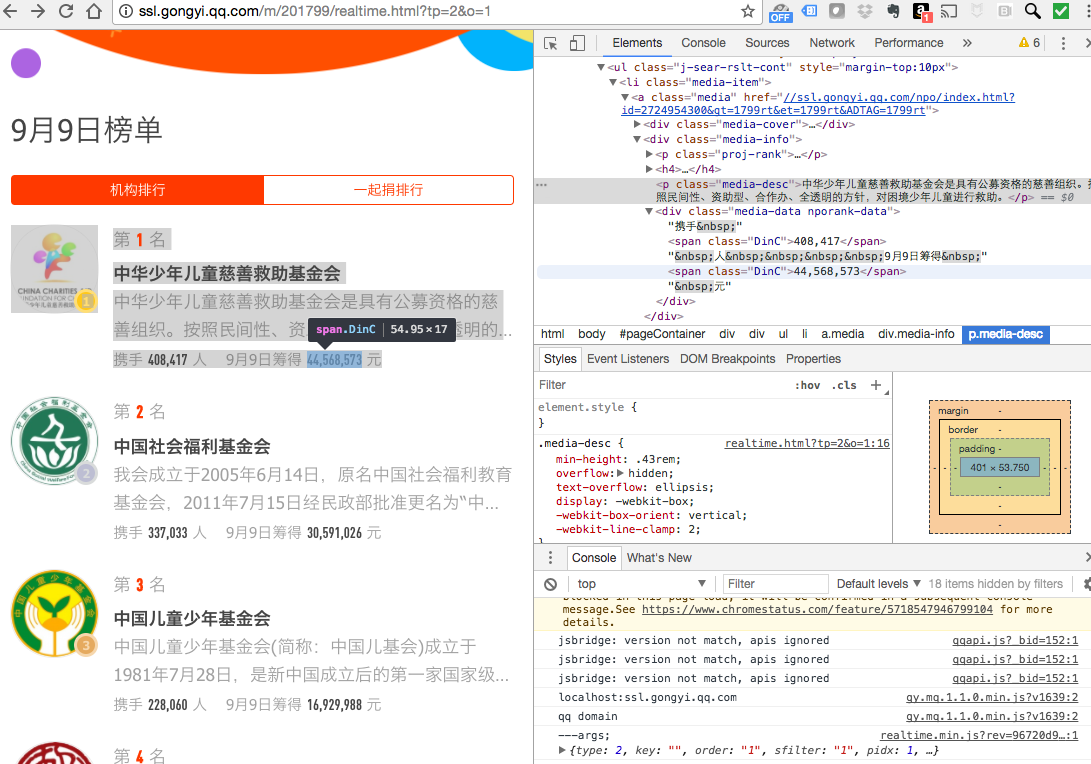 ssl.gongyi.qq.com/m/201799/realtime.html?tp=2&o=1
OFF
1
9月9日榜单
机构排行
一起捐排行
CHINA CHARITIES AID
1
第 1 名
中华少年儿童慈善救助基金会
中华少年儿童慈善救助基金会是具有公募资格的慈
善组织。按照民间性、资
透明的...
span.DinC | 54.95×17
携手 408,417 人 9月9日筹得 44,568,573 元
2
第 2 名
中国社会福利基金会
我会成立于2005年6月14日，原名中国社会福利教育
基金会，2011年7月15日经民政部批准更名为“中...
携手 337,033 人 9月9日筹得 30,591,026 元
3
第 3 名
中国儿童少年基金会
中国儿童少年基金会(简称：中国儿基会)成立于
1981年7月28日，是新中国成立后的第一家国家级...
携手 228,060 人 9月9日筹得 16,929,988 元
第 4 名
Elements Console Sources Network Performance » 6
▼<ul class="j-sear-rslt-cont" style="margin-top:10px">
▼<li class="media-item">
▼<a class="media" href="//ssl.gongyi.qq.com/npo/index.html?
id=2724954300&gt=1799rt&et=1799rt&ADTAG=1799rt">
▶<div class="media-cover">…</div>
▼<div class="media-info">
▶<p class="proj-rank">…</p>
▶<h4>…</h4>
… <p class="media-desc">中华少年儿童慈善救助基金会是具有公募资格的慈善组织。
照民间性、资助型、合作办、全透明的方针，对困境少年儿童进行救助。</p> == $0
▼<div class="media-data nporank-data">
"携手&nbsp;"
<span class="DinC">408,417</span>
"&nbsp;人&nbsp;&nbsp;&nbsp;&nbsp;9月9日筹得&nbsp;"
<span class="DinC">44,568,573</span>
"&nbsp;元"
</div>
</div>
html body #pageContainer div div ul li a.media div.media-info p.media-desc
Styles Event Listeners DOM Breakpoints Properties
Filter :hov .cls +
element.style {
}
.media-desc { realtime.html?tp=2&o=1:16
min-height: .43rem;
overflow:▶hidden;
text-overflow: ellipsis;
display: -webkit-box;
-webkit-box-orient: vertical;
-webkit-line-clamp: 2;
}
margin -
border -
padding -
- - - 401 × 53.750 - - -
-
-
-
Console What's New
top ▼ Filter Default levels ▼ 18 items hidden by filters
blocked in this page load, it will be confirmed in a subsequent console
message.See https://www.chromestatus.com/feature/5718547946799104 for more
details.
jsbridge: version not match, apis ignored qqapi.js?_bid=152:1
jsbridge: version not match, apis ignored qqapi.js?_bid=152:1
jsbridge: version not match, apis ignored qqapi.js?_bid=152:1
localhost:ssl.gongyi.qq.com gy.mq.1.1.0.min.js?v1639:2
qq domain gy.mq.1.1.0.min.js?v1639:2
---args; realtime.min.js?rev=96720d9…:1
▶{type: 2, key: "", order: "1", sfilter: "1", pidx: 1, …}